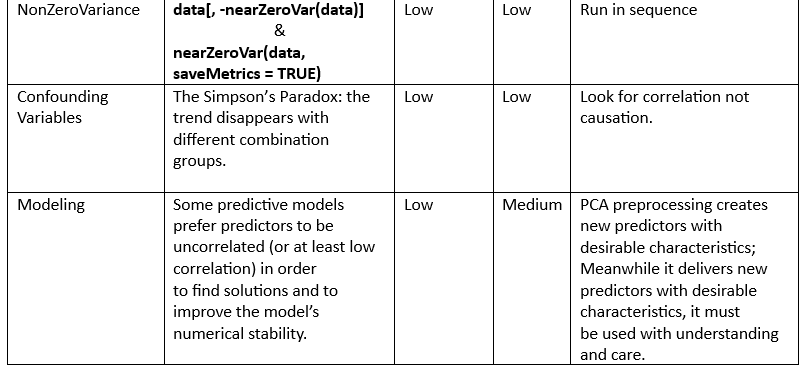 NonZeroVariance
data[, -nearZeroVar(data)]
&
nearZeroVar(data,
saveMetrics = TRUE)
Low
Low
Run in sequence
Confounding
Variables
The Simpson’s Paradox: the
trend disappears with
different combination
groups.
Low
Low
Look for correlation not
causation.
Modeling
Some predictive models
prefer predictors to be
uncorrelated (or at least low
correlation) in order
to find solutions and to
improve the model’s
numerical stability.
Low
Medium
PCA preprocessing creates
new predictors with
desirable characteristics;
Meanwhile it delivers new
predictors with desirable
characteristics, it must
be used with understanding
and care.